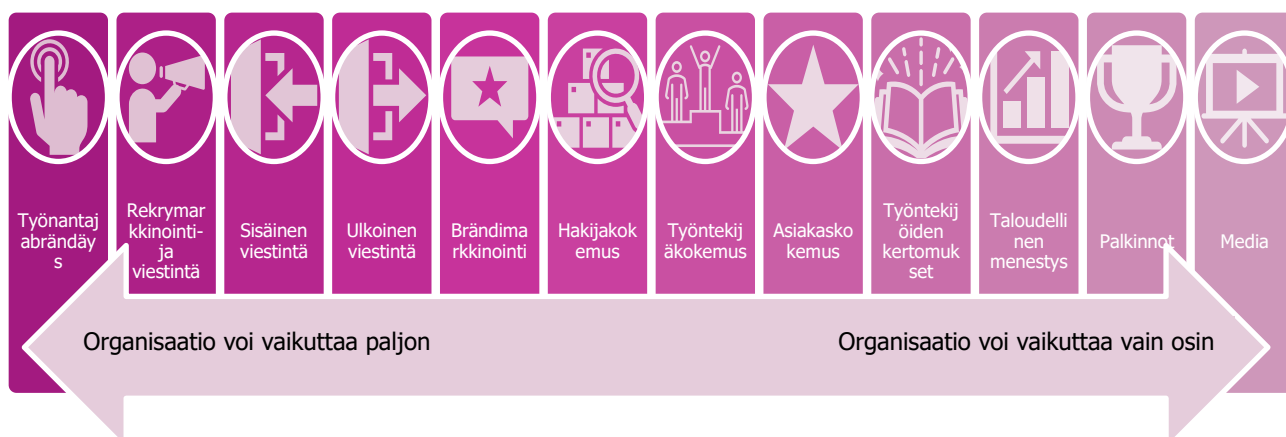 Työnantaj
abrändäy
s
Rekrymar
kkinointi-
ja
viestintä
Sisäinen
viestintä
Ulkoinen
viestintä
Brändima
rkkinointi
Hakijakok
emus
Työntekij
äkokemus
Asiakasko
kemus
Työntekij
öiden
kertomuk
set
Taloudelli
nen
menestys
Palkinnot
Media
Organisaatio voi vaikuttaa paljon
Organisaatio voi vaikuttaa vain osin